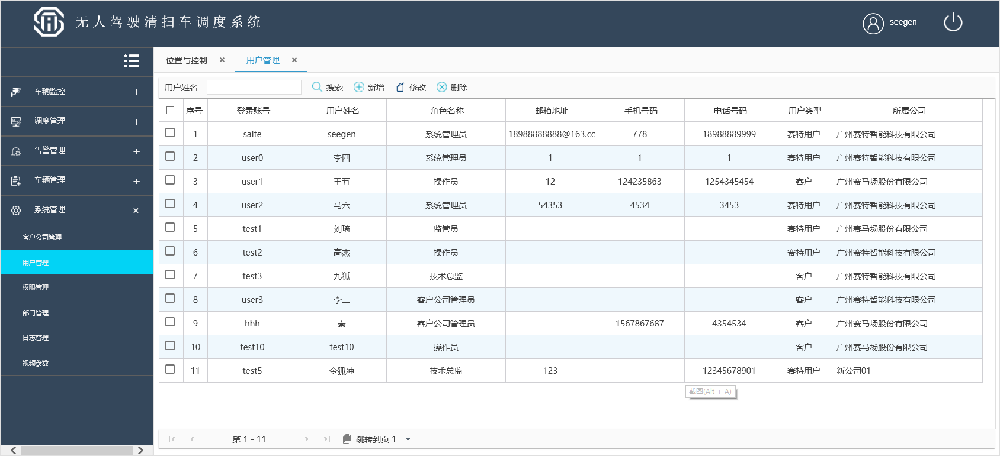 无人驾驶清扫车调度系统
seegen
位置与控制 × 用户管理 ×
车辆监控 +
调度管理 +
告警管理 +
车辆管理 +
系统管理 ×
客户公司管理
用户管理
权限管理
部门管理
日志管理
视频参数
用户姓名 搜索 新增 修改 删除
序号 登录账号 用户姓名 角色名称 邮箱地址 手机号码 电话号码 用户类型 所属公司
1 saite seegen 系统管理员 18988888888@163.cc 778 18988889999 赛特用户 广州赛特智能科技有限公司
2 user0 李四 系统管理员 1 1 1 赛特用户 广州赛特智能科技有限公司
3 user1 王五 操作员 12 124235863 1254345454 客户 广州赛马场股份有限公司
4 user2 马六 系统管理员 54353 4534 3453 赛特用户 广州赛特智能科技有限公司
5 test1 刘琦 监管员 赛特用户 广州赛马场股份有限公司
6 test2 高杰 操作员 赛特用户 广州赛特智能科技有限公司
7 test3 九狐 技术总监 客户 广州赛特智能科技有限公司
8 user3 李二 客户公司管理员 客户 广州赛特智能科技有限公司
9 hhh 秦 客户公司管理员 1567867687 4354534 客户 广州赛马场股份有限公司
10 test10 test10 操作员 客户 广州赛马场股份有限公司
11 test5 令狐冲 技术总监 123 12345678901 赛特用户 新公司01
截图(Alt + A)
第 1 - 11 跳转到页 1